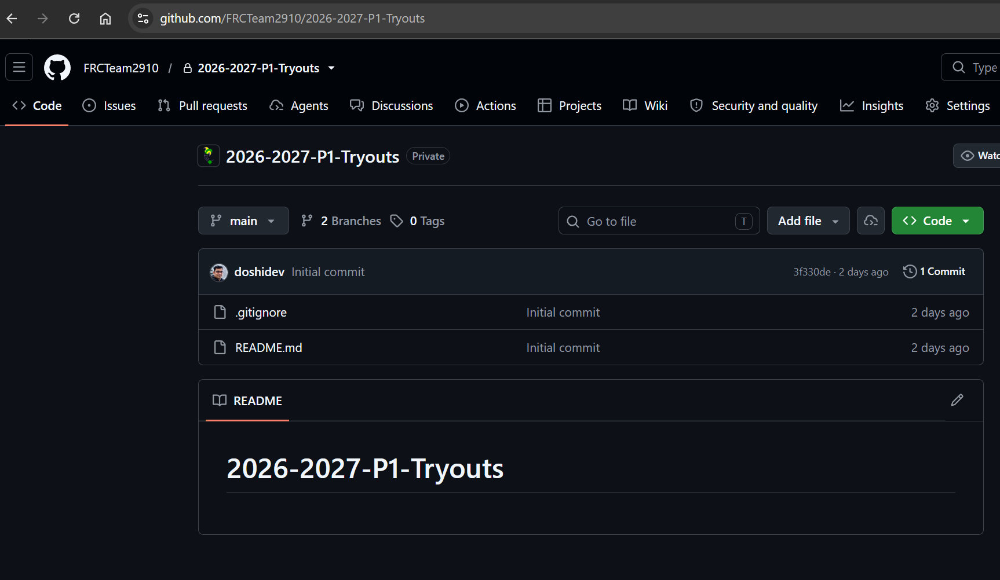 github.com/FRCTeam2910/2026-2027-P1-Tryouts
FRCTeam2910 / 2026-2027-P1-Tryouts
Type
Code Issues Pull requests Agents Discussions Actions Projects Wiki Security and quality Insights Settings
2026-2027-P1-Tryouts Private
Watc
main 2 Branches 0 Tags Go to file T Add file Code
doshidev Initial commit 3f330de · 2 days ago 1 Commit
.gitignore Initial commit 2 days ago
README.md Initial commit 2 days ago
README
2026-2027-P1-Tryouts